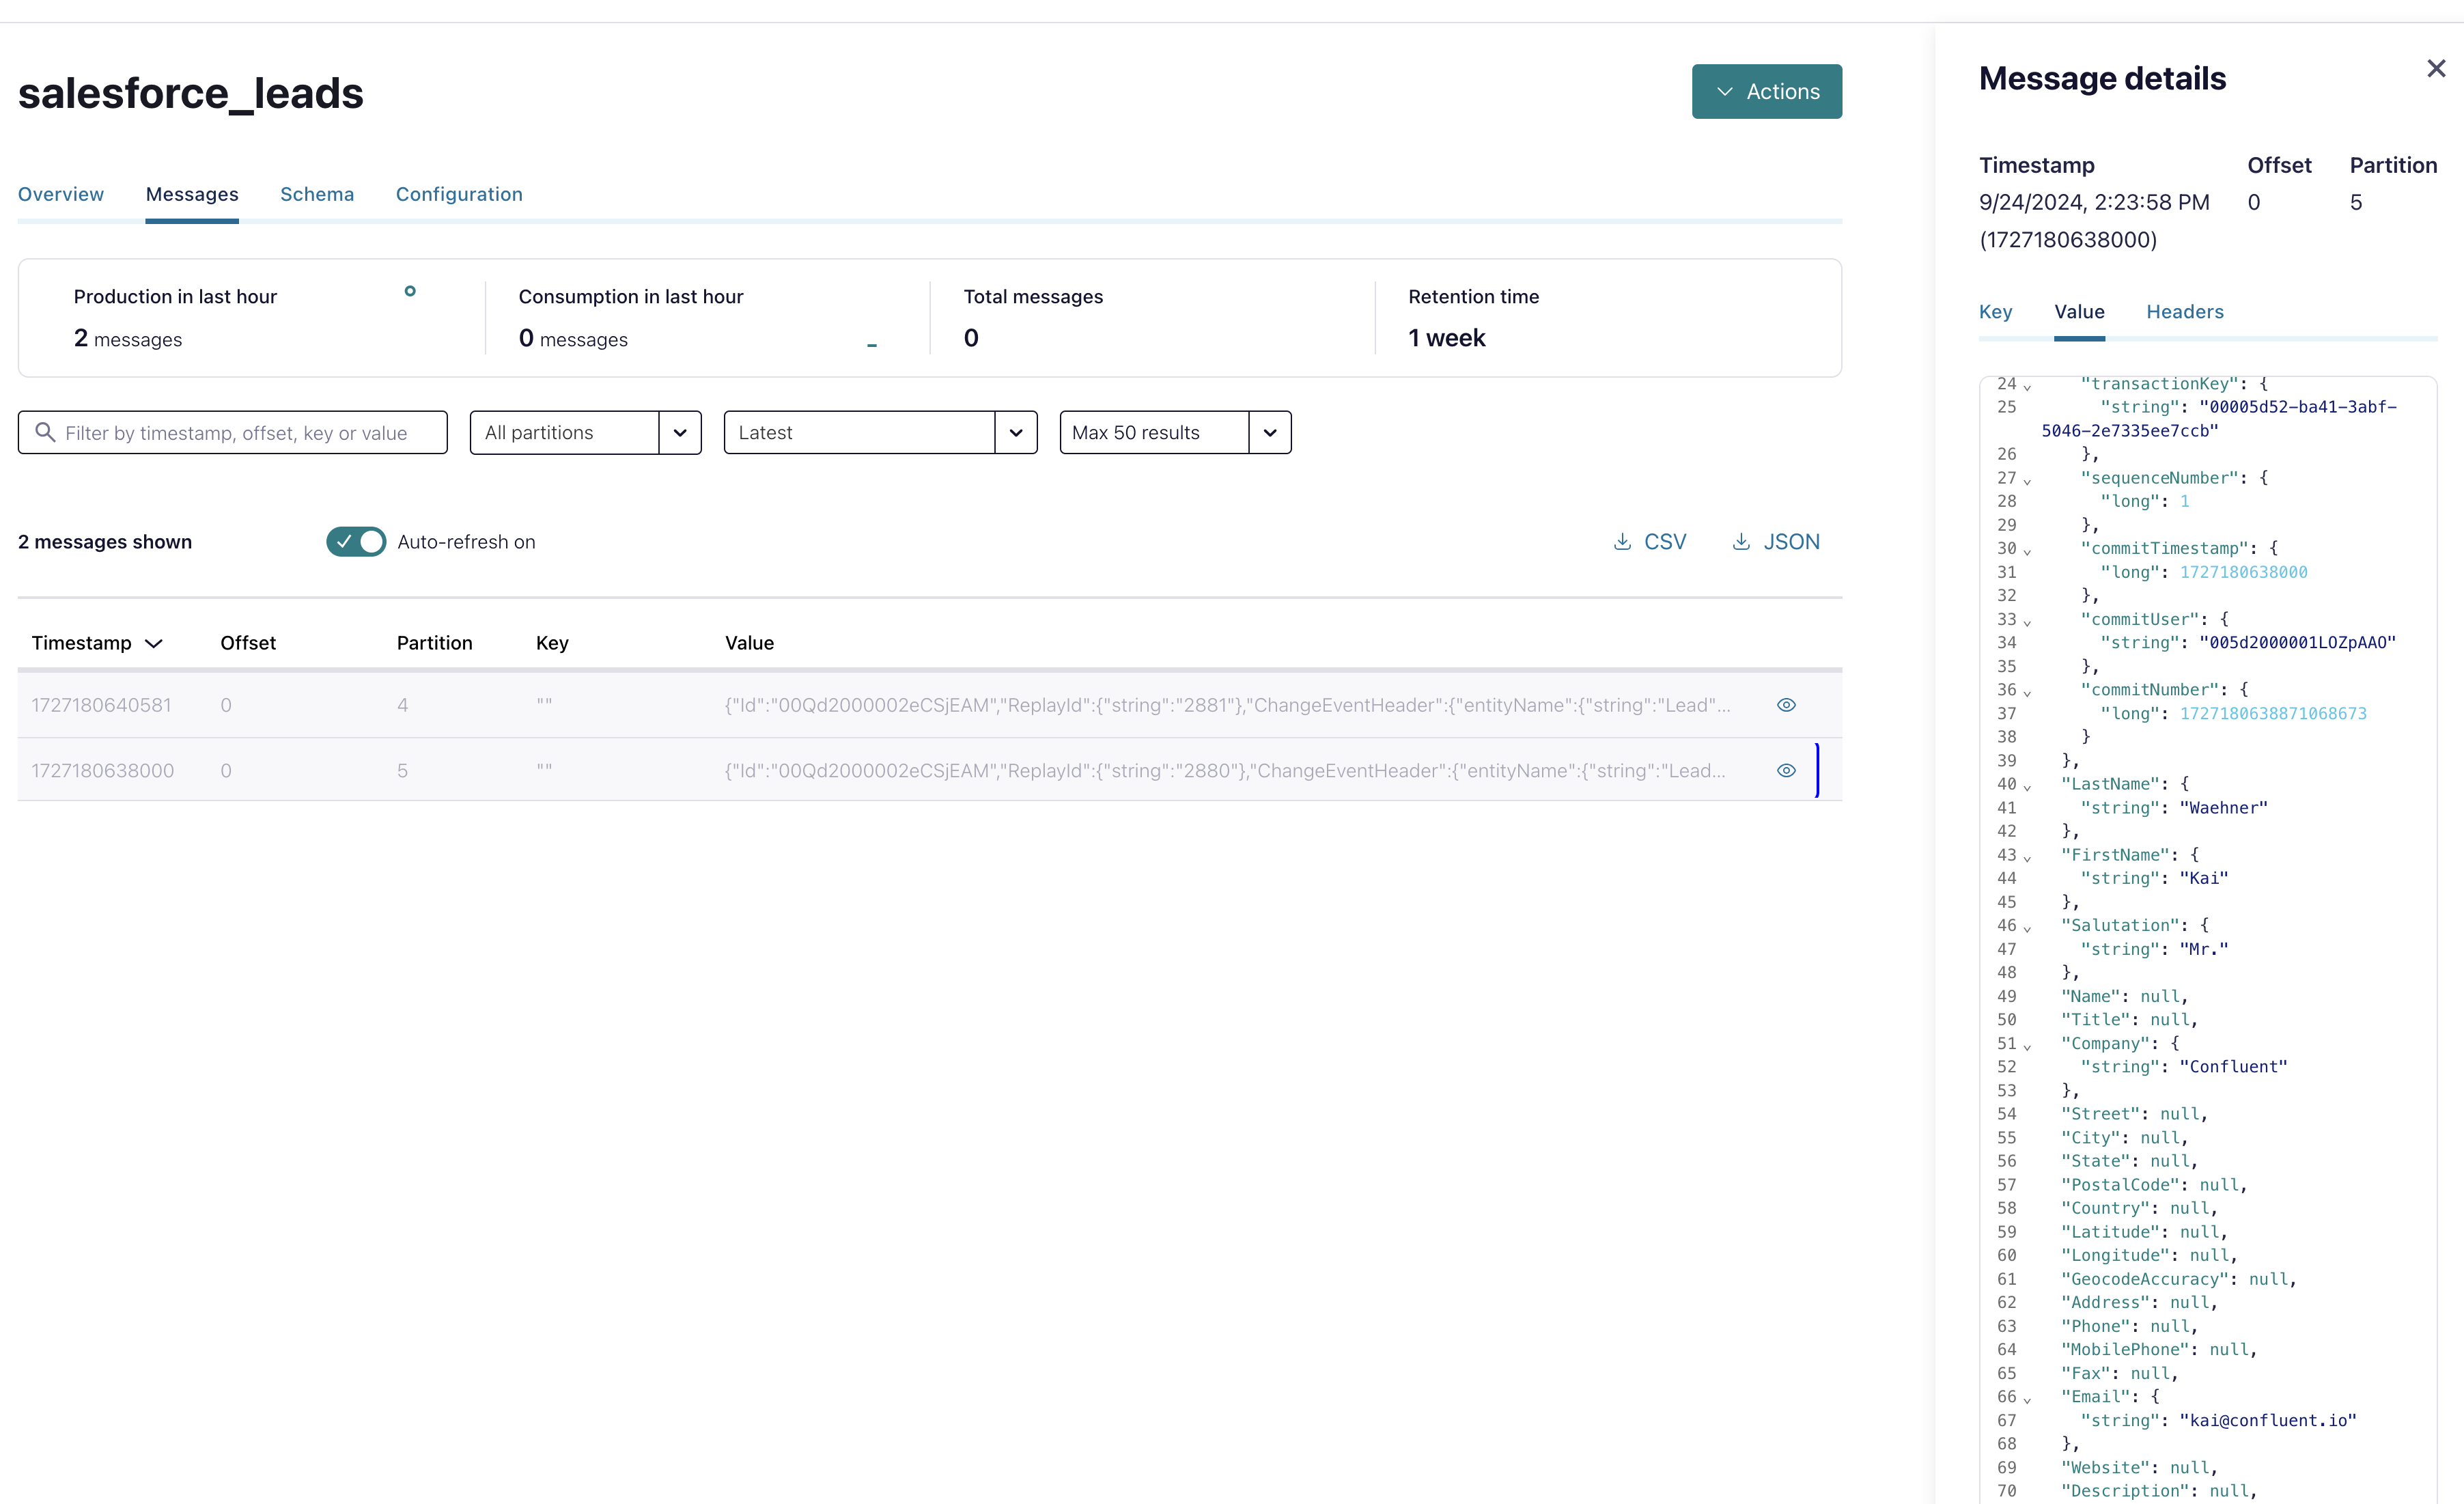 salesforce_leads
Actions
Overview Messages Schema Configuration
Production in last hour
2 messages
Consumption in last hour
0 messages
Total messages
0
Retention time
1 week
Filter by timestamp, offset, key or value
All partitions
Latest
Max 50 results
2 messages shown
Auto-refresh on
CSV JSON
Timestamp Offset Partition Key Value
1727180640581 0 4 "" {"Id":"00Qd2000002eCSjEAM","ReplayId":{"string":"2881"},"ChangeEventHeader":{"entityName":{"string":"Lead"...
1727180638000 0 5 "" {"Id":"00Qd2000002eCSjEAM","ReplayId":{"string":"2880"},"ChangeEventHeader":{"entityName":{"string":"Lead...
Message details
Timestamp Offset Partition
9/24/2024, 2:23:58 PM 0 5
(1727180638000)
Key Value Headers
24 "transactionKey": {
25 "string": "00005d52-ba41-3abf-
5046-2e7335ee7ccb"
26 },
27 "sequenceNumber": {
28 "long": 1
29 },
30 "commitTimestamp": {
31 "long": 1727180638000
32 },
33 "commitUser": {
34 "string": "005d2000001LOZpAAO"
35 },
36 "commitNumber": {
37 "long": 1727180638871068673
38 }
39 },
40 "LastName": {
41 "string": "Waehner"
42 },
43 "FirstName": {
44 "string": "Kai"
45 },
46 "Salutation": {
47 "string": "Mr."
48 },
49 "Name": null,
50 "Title": null,
51 "Company": {
52 "string": "Confluent"
53 },
54 "Street": null,
55 "City": null,
56 "State": null,
57 "PostalCode": null,
58 "Country": null,
59 "Latitude": null,
60 "Longitude": null,
61 "GeocodeAccuracy": null,
62 "Address": null,
63 "Phone": null,
64 "MobilePhone": null,
65 "Fax": null,
66 "Email": {
67 "string": "kai@confluent.io"
68 },
69 "Website": null,
70 "Description": null,